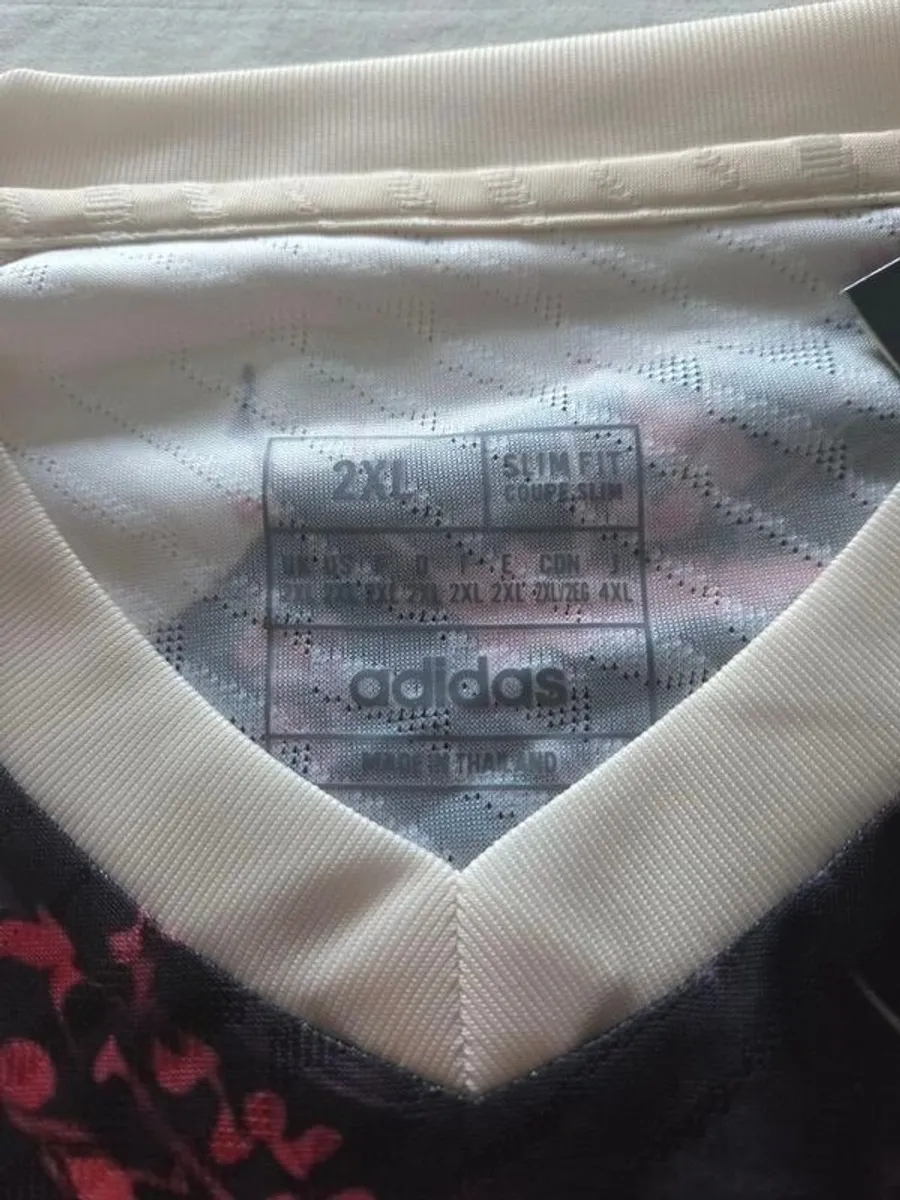 2XL
SLIM FIT
COUPE SLIM
UK US F D I E CDN J
2XL 2XL 2XL 2XL 2XL 2XL 2XL/2EG 4XL
adidas
MADE IN THAILAND